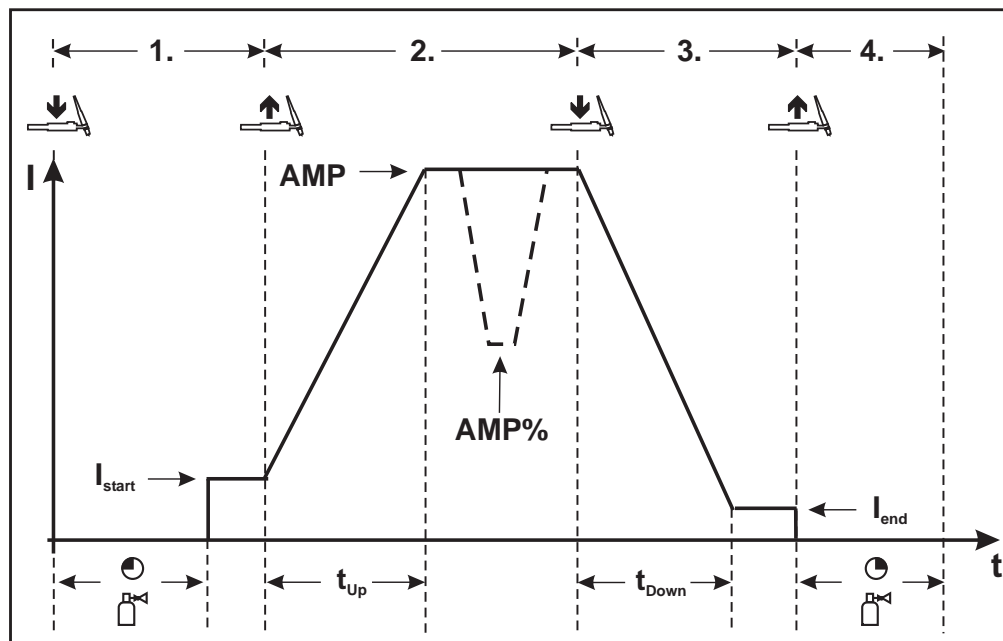 1. 2. 3. 4.
I
AMP
AMP%
Istart
Iend
t
tUp
tDown